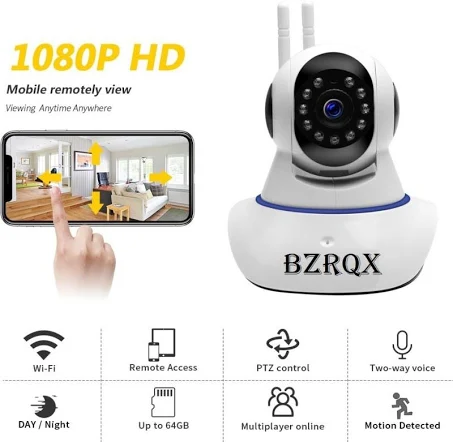 1080P HD
Mobile remotely view
Viewing Anytime Anywhere
BZRQX
Wi-Fi
Remote Access
PTZ control
Two-way voice
DAY / Night
Up to 64GB
Multiplayer online
Motion Detected